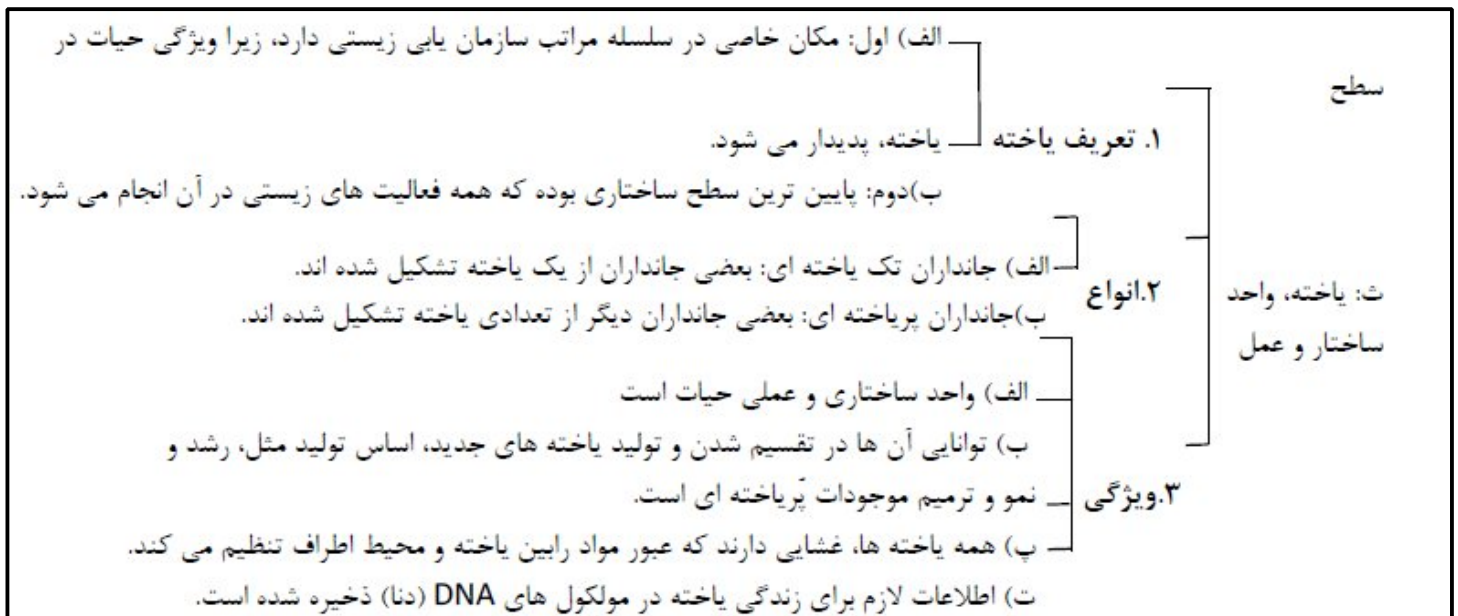 الف) اول: مکان خاصی در سلسله مراتب سازمان یابی زیستی دارد، زیرا ویژگی حیات در
سطح
۱. تعریف یاخته
یاخته، پدیدار می شود.
ب)دوم: پایین ترین سطح ساختاری بوده که همه فعالیت های زیستی در آن انجام می شود.
الف) جانداران تک یاخته ای: بعضی جانداران از یک یاخته تشکیل شده اند.
ث: یاخته، واحد
۲.انواع
ب)جانداران پریاخته ای: بعضی جانداران دیگر از تعدادی یاخته تشکیل شده اند.
ساختار و عمل
الف) واحد ساختاری و عملی حیات است
ب) توانایی آن ها در تقسیم شدن و تولید یاخته های جدید، اساس تولید مثل، رشد و
۳.ویژگی
نمو و ترمیم موجودات پّریاخته ای است.
پ) همه یاخته ها، غشایی دارند که عبور مواد رابین یاخته و محیط اطراف تنظیم می کند.
ت) اطلاعات لازم برای زندگی یاخته در مولکول های DNA (دنا) ذخیره شده است.